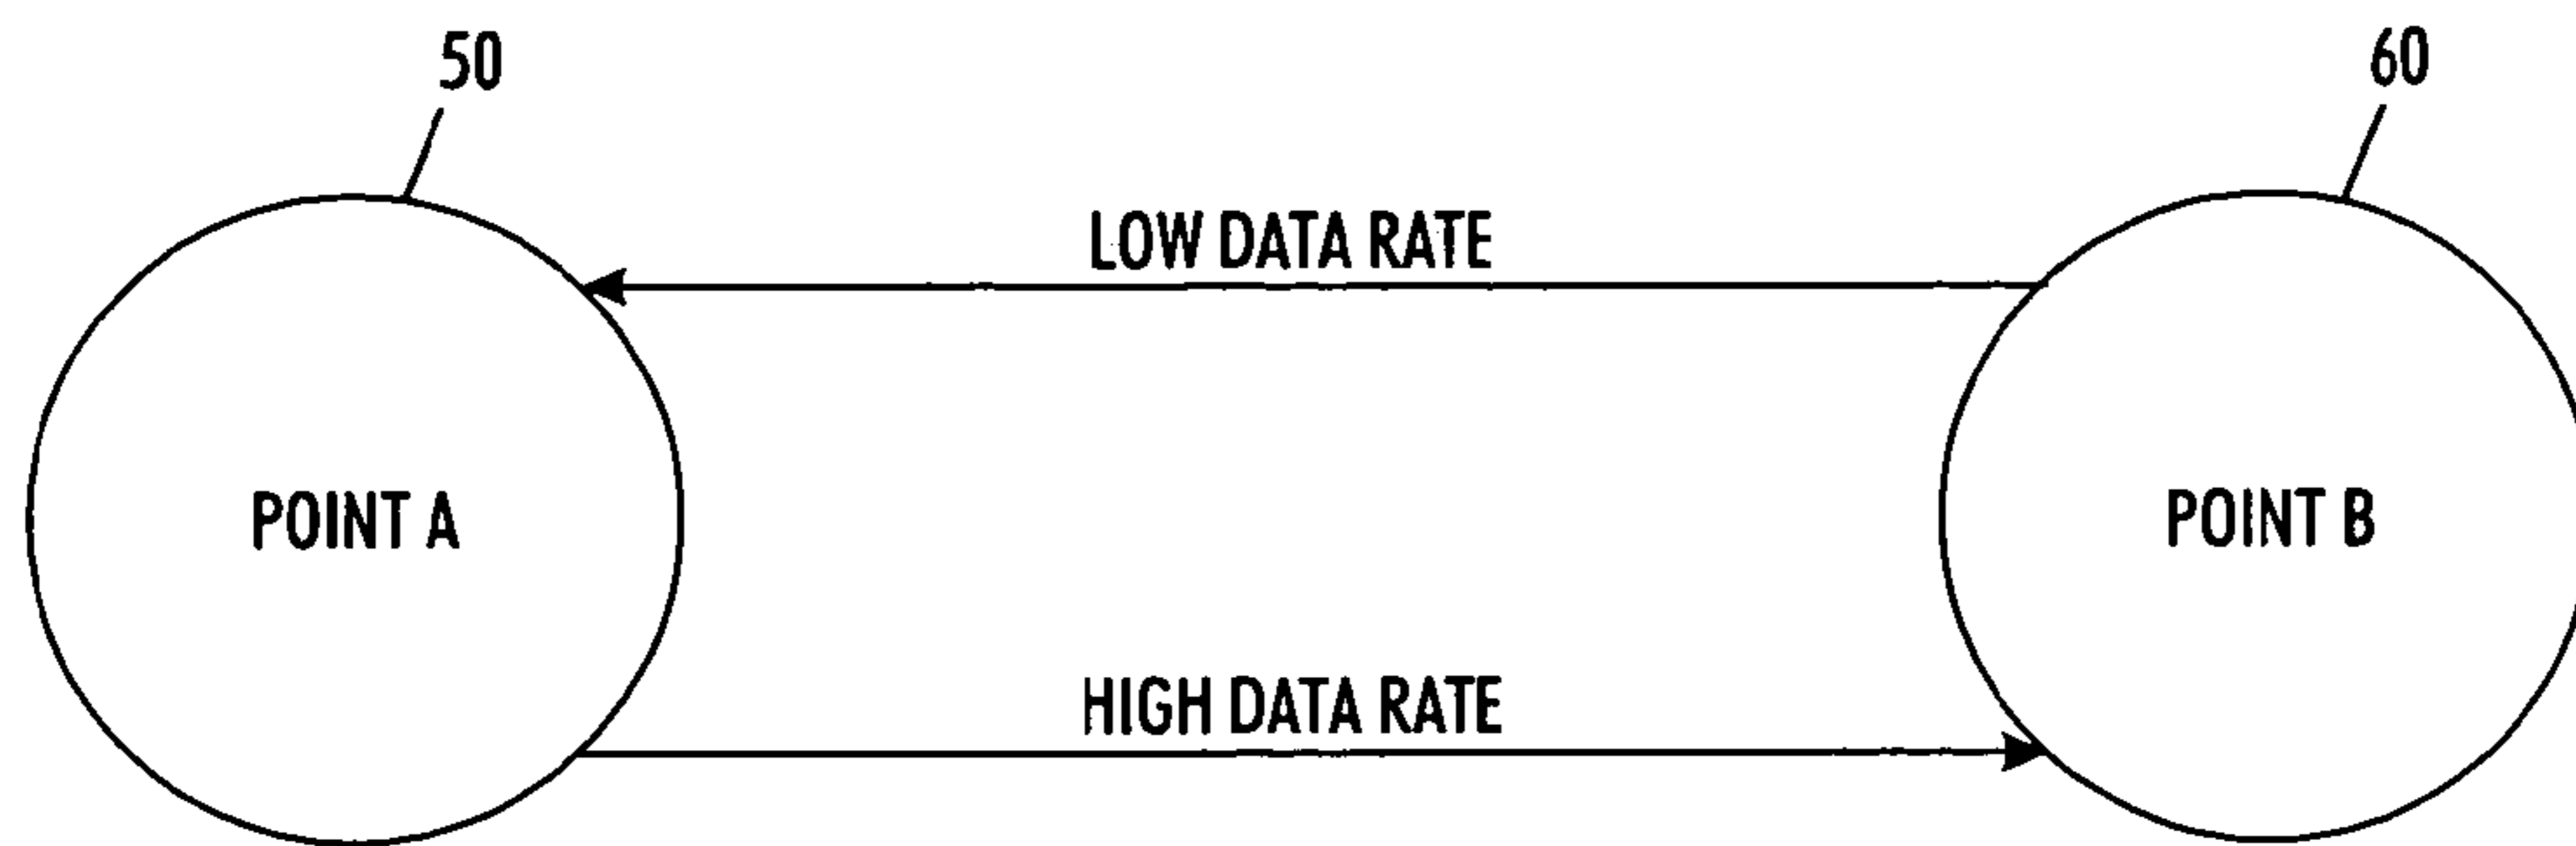 50
60
LOW DATA RATE
POINT A
POINT B
HIGH DATA RATE